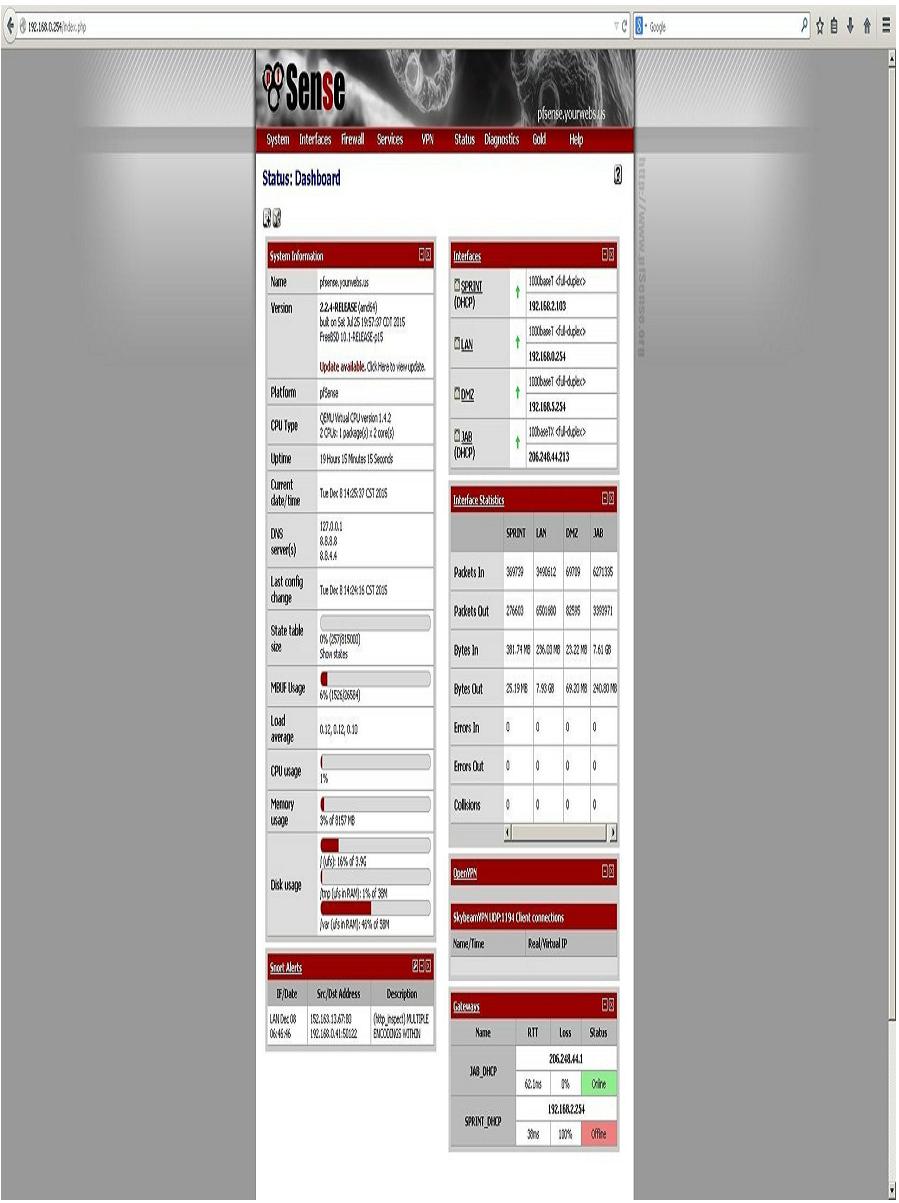 192.168.0.254/index.php
Google
Sense
pfsense.yourwebs.us
System Interfaces Firewall Services VPN Status Diagnostics Gold Help
http://www.pfSense.org
Status: Dashboard
System Information
Name pfsense.yourwebs.us
Version 2.2.4-RELEASE (amd64)
built on Sat Jul 25 19:57:37 CDT 2015
FreeBSD 10.1-RELEASE-p15
Update available. Click Here to view update.
Platform pfSense
CPU Type QEMU Virtual CPU version 1.4.2
2 CPUs: 1 package(s) x 2 core(s)
Uptime 19 Hours 15 Minutes 15 Seconds
Current date/time Tue Dec 8 14:25:37 CST 2015
DNS server(s) 127.0.0.1
8.8.8.8
8.8.4.4
Last config change Tue Dec 8 14:24:16 CST 2015
State table size 0% (257/815000)
Show states
MBUF Usage 6% (1526/26584)
Load average 0.12, 0.12, 0.10
CPU usage 1%
Memory usage 3% of 8157 MB
Disk usage / (ufs): 16% of 3.9G
/tmp (ufs in RAM): 1% of 38M
/var (ufs in RAM): 46% of 58M
Snort Alerts
IF/Date Src/Dst Address Description
LAN Dec 08 152.163.13.67:80 (http_inspect) MULTIPLE
06:46:46 192.168.0.41:50122 ENCODINGS WITHIN
Interfaces
SPRINT (DHCP) 1000baseT <full-duplex>
192.168.2.103
LAN 1000baseT <full-duplex>
192.168.0.254
DMZ 1000baseT <full-duplex>
192.168.5.254
JAB (DHCP) 100baseTX <full-duplex>
206.248.44.213
Interface Statistics
SPRINT LAN DMZ JAB
Packets In 389739 3490612 69709 6271335
Packets Out 276603 6501680 82595 3393971
Bytes In 381.74 MB 236.03 MB 23.22 MB 7.61 GB
Bytes Out 25.19 MB 7.93 GB 69.20 MB 240.80 MB
Errors In 0 0 0 0
Errors Out 0 0 0 0
Collisions 0 0 0 0
OpenVPN
SkybeamVPN UDP:1194 Client connections
Name/Time Real/Virtual IP
Gateways
Name RTT Loss Status
JAB_DHCP 206.248.44.1
62.1ms 0% Online
SPRINT_DHCP 192.168.2.254
38ms 100% Offline